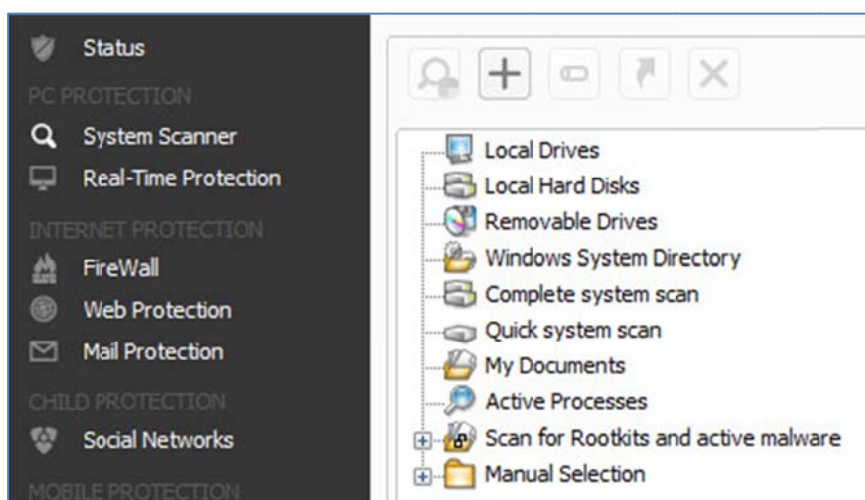 Status
PC PROTECTION
System Scanner
Real-Time Protection
INTERNET PROTECTION
FireWall
Web Protection
Mail Protection
CHILD PROTECTION
Social Networks
MOBILE PROTECTION
Local Drives
Local Hard Disks
Removable Drives
Windows System Directory
Complete system scan
Quick system scan
My Documents
Active Processes
Scan for Rootkits and active malware
Manual Selection